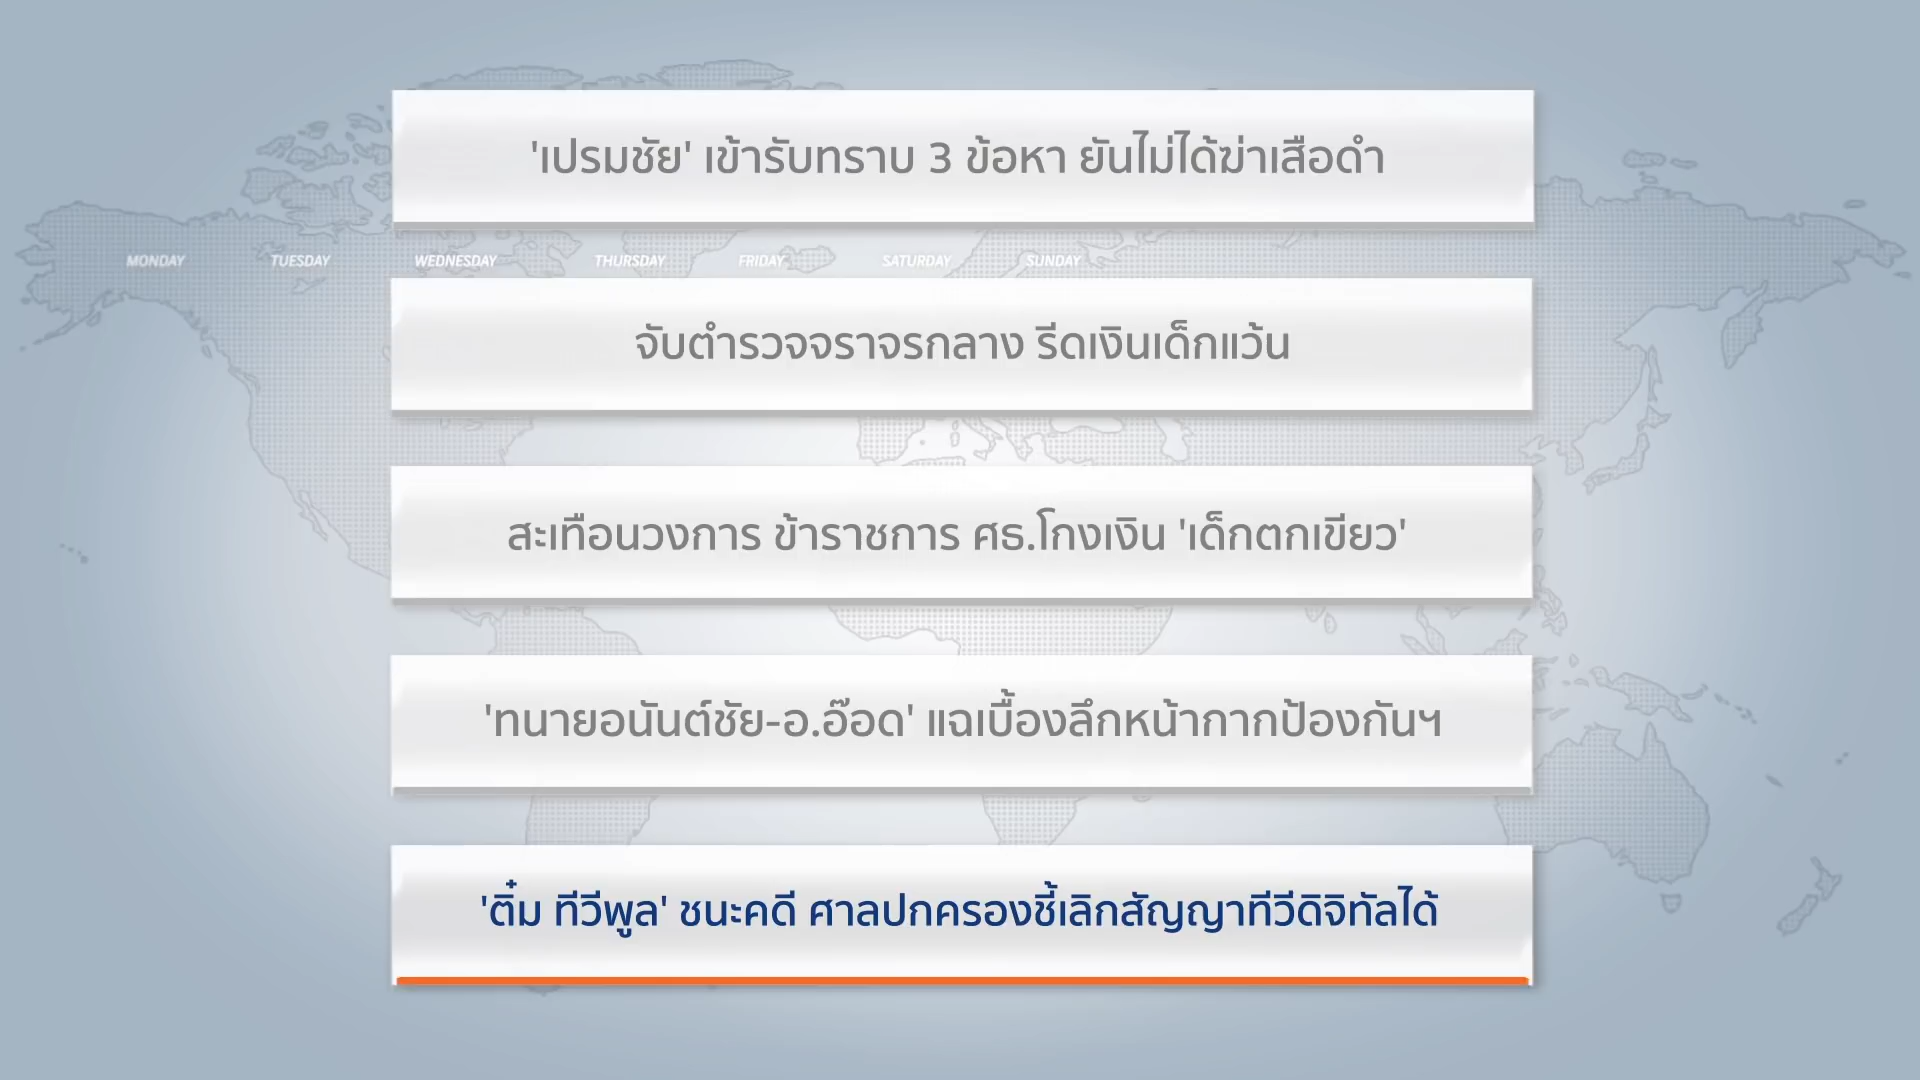 'เปรมชัย' เข้ารับทราบ 3 ข้อหา ยันไม่ได้ฆ่าเสือดำ
MONDAY TUESDAY WEDNESDAY THURSDAY FRIDAY SATURDAY SUNDAY
จับตำรวจจราจรกลาง รีดเงินเด็กแว้น
สะเทือนวงการ ข้าราชการ ศธ.โกงเงิน 'เด็กตกเขียว'
'ทนายอนันต์ชัย-อ.อ๊อด' แฉเบื้องลึกหน้ากากป้องกันฯ
'ติ๋ม ทีวีพูล' ชนะคดี ศาลปกครองชี้เลิกสัญญาทีวีดิจิทัลได้